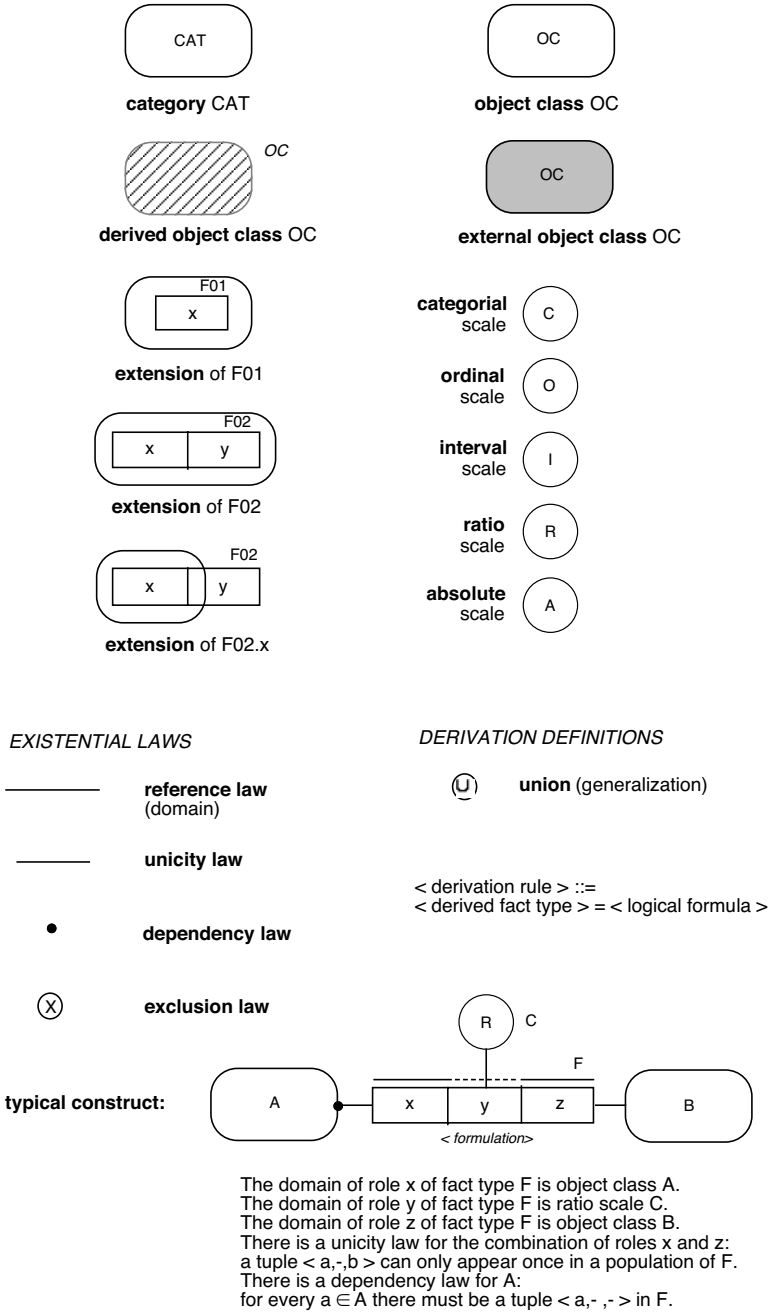 CAT
OC
category CAT
object class OC
OC
OC
derived object class OC
external object class OC
F01
x
extension of F01
categorial
scale
C
F02
x y
extension of F02
ordinal
scale
O
interval
scale
I
F02
x y
extension of F02.x
ratio
scale
R
absolute
scale
A
EXISTENTIAL LAWS
reference law
(domain)
unicity law
dependency law
X
exclusion law
DERIVATION DEFINITIONS
U
union (generalization)
< derivation rule > ::=
< derived fact type > = < logical formula >
typical construct:
R C
F
A x y z B
< formulation>
The domain of role x of fact type F is object class A.
The domain of role y of fact type F is ratio scale C.
The domain of role z of fact type F is object class B.
There is a unicity law for the combination of roles x and z:
a tuple < a,-,b > can only appear once in a population of F.
There is a dependency law for A:
for every a ∈ A there must be a tuple < a,- ,- > in F.